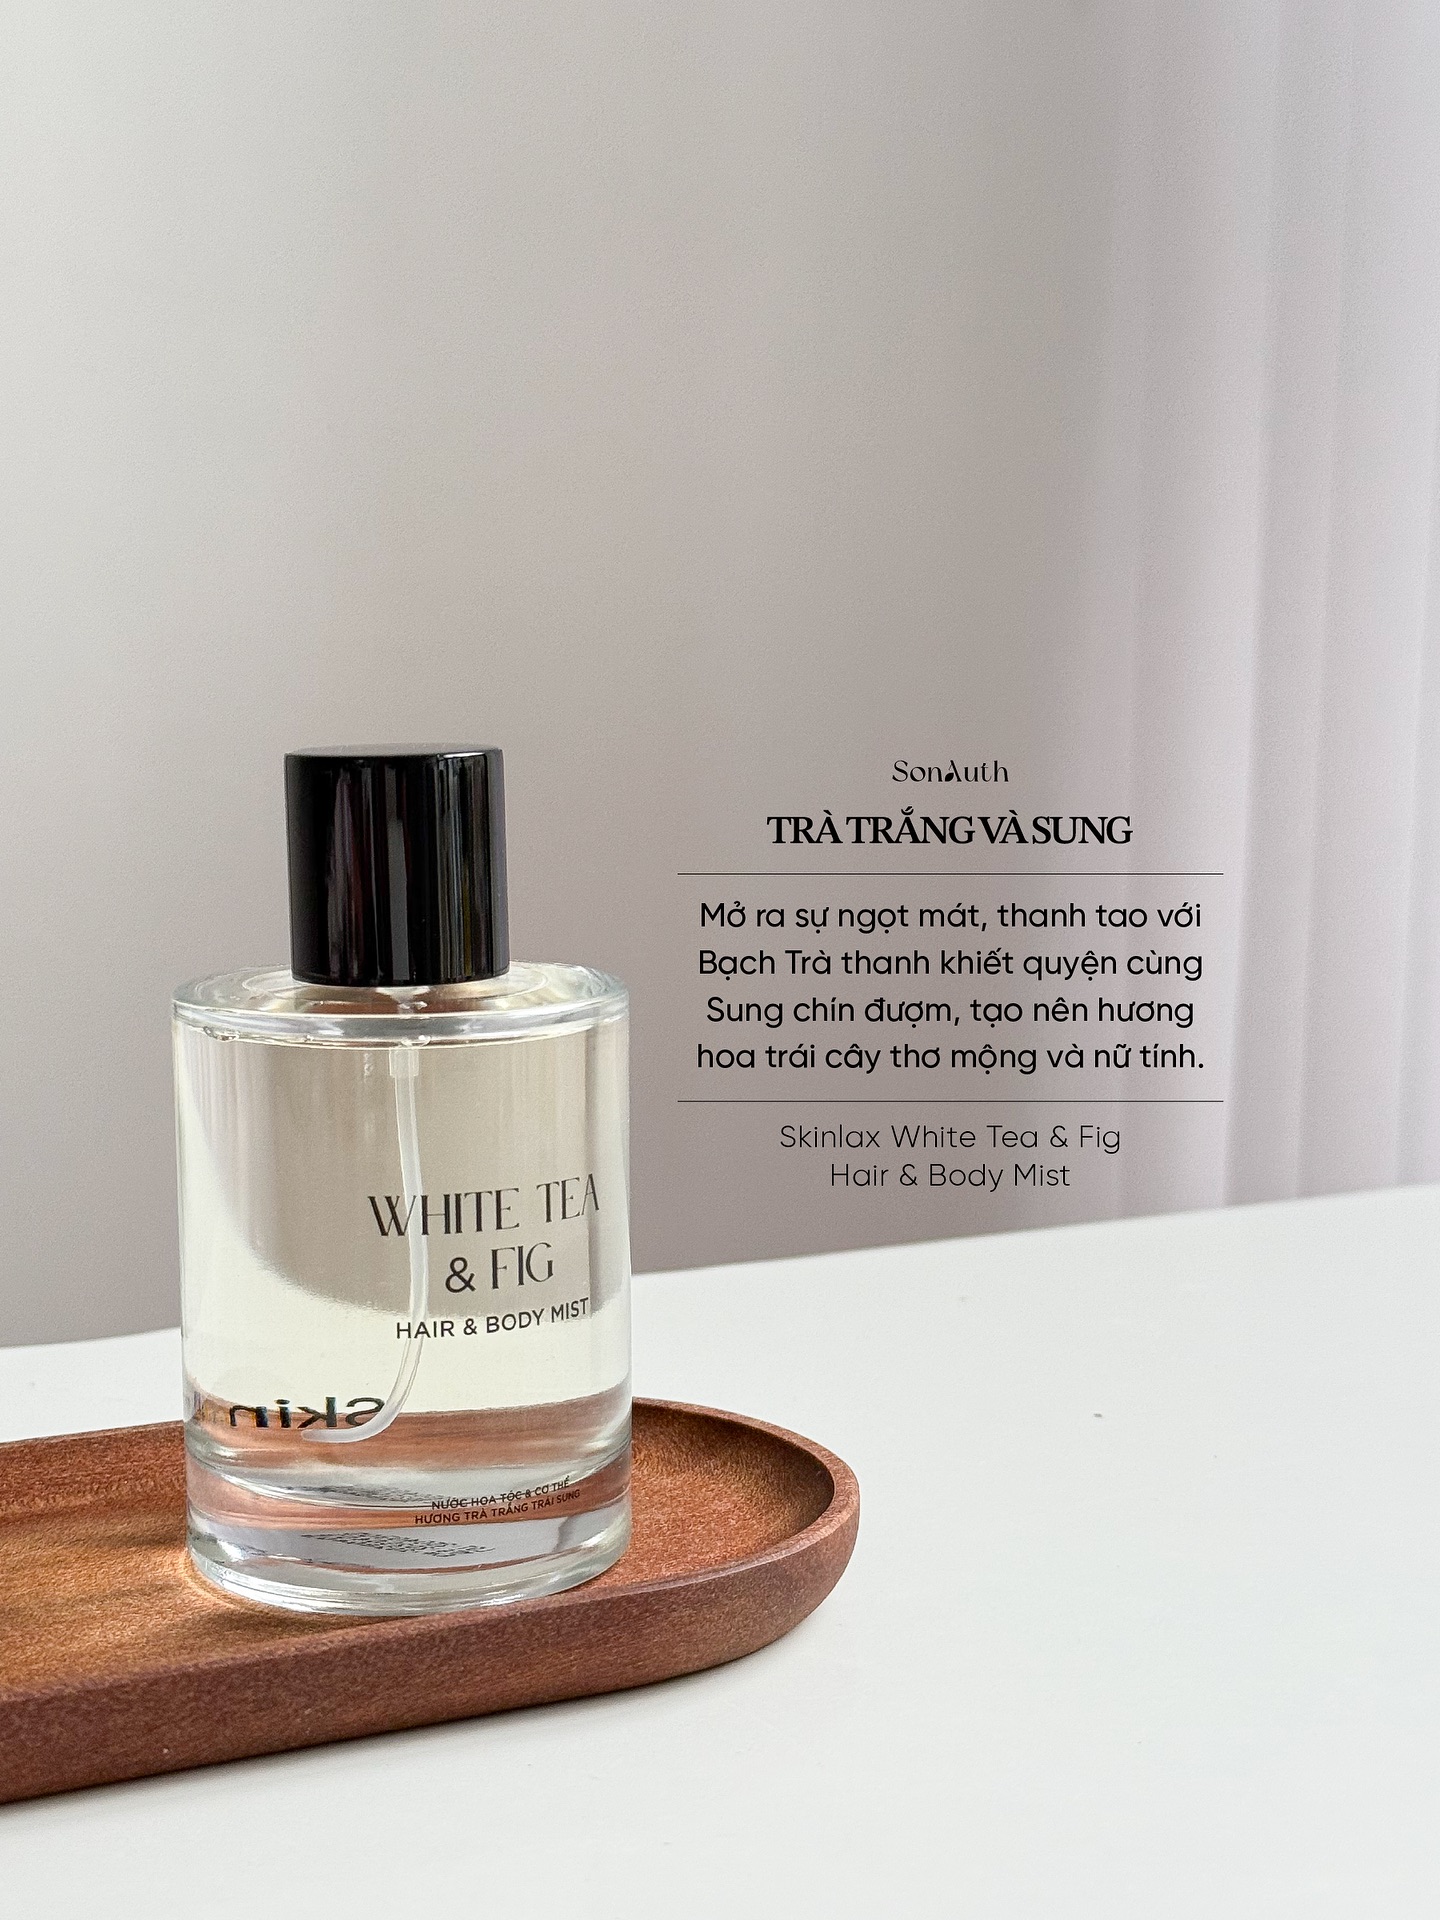 SonAuth
TRÀ TRẮNG VÀ SUNG
Mở ra sự ngọt mát, thanh tao với
Bạch Trà thanh khiết quyện cùng
Sung chín đượm, tạo nên hương
hoa trái cây thơ mộng và nữ tính.
Skinlax White Tea & Fig
Hair & Body Mist
WHITE TEA
& FIG
HAIR & BODY MIST
Skin
NƯỚC HOA TÓC & CƠ THỂ
HƯƠNG TRÀ TRẮNG TRÁI SUNG